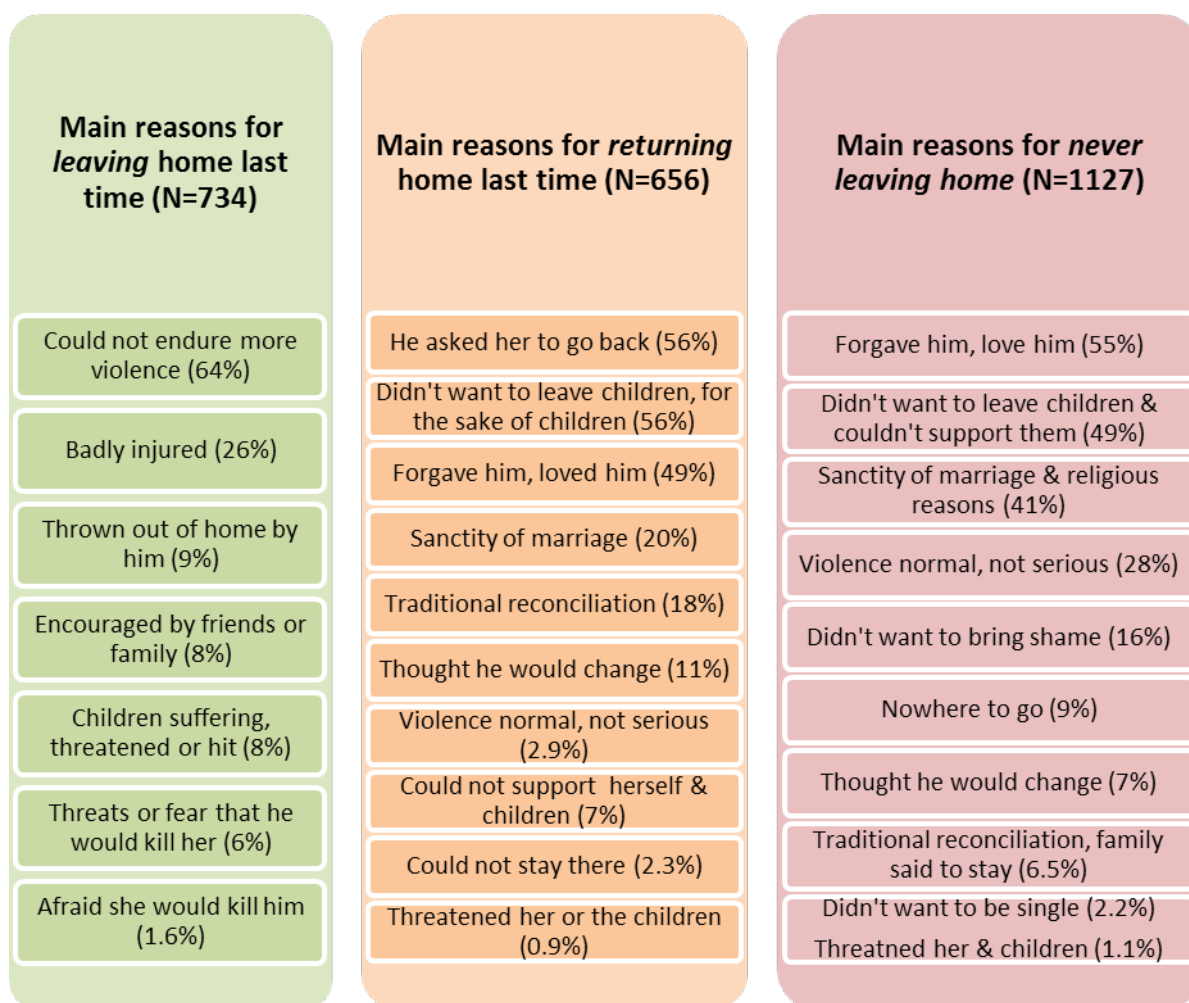 Main reasons for
leaving home last
time (N=734)
Could not endure more
violence (64%)
Badly injured (26%)
Thrown out of home by
him (9%)
Encouraged by friends or
family (8%)
Children suffering,
threatened or hit (8%)
Threats or fear that he
would kill her (6%)
Afraid she would kill him
(1.6%)
Main reasons for returning
home last time (N=656)
He asked her to go back (56%)
Didn't want to leave children, for
the sake of children (56%)
Forgave him, loved him (49%)
Sanctity of marriage (20%)
Traditional reconciliation (18%)
Thought he would change (11%)
Violence normal, not serious
(2.9%)
Could not support herself &
children (7%)
Could not stay there (2.3%)
Threatened her or the children
(0.9%)
Main reasons for never
leaving home (N=1127)
Forgave him, love him (55%)
Didn't want to leave children &
couldn't support them (49%)
Sanctity of marriage & religious
reasons (41%)
Violence normal, not serious (28%)
Didn't want to bring shame (16%)
Nowhere to go (9%)
Thought he would change (7%)
Traditional reconciliation, family
said to stay (6.5%)
Didn't want to be single (2.2%)
Threatned her & children (1.1%)